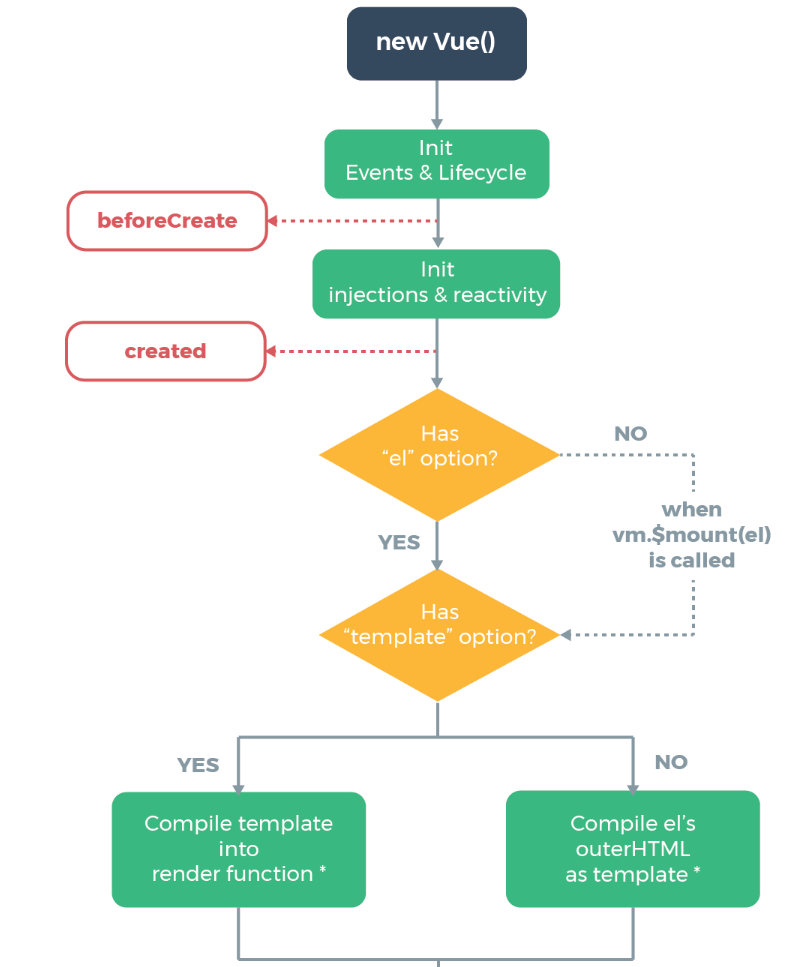 new Vue()
Init
Events & Lifecycle
beforeCreate
Init
injections & reactivity
created
Has
“el” option?
NO
when
vm.$mount(el)
is called
YES
Has
“template” option?
YES
NO
Compile template
into
render function *
Compile el’s
outerHTML
as template *